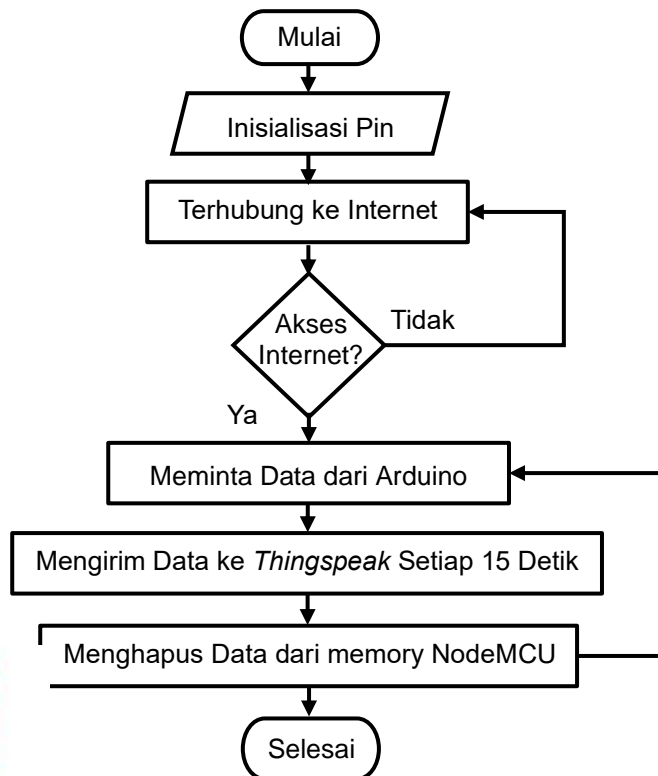 Mulai
Inisialisasi Pin
Terhubung ke Internet
Akses
Internet?
Tidak
Ya
Meminta Data dari Arduino
Mengirim Data ke Thingspeak Setiap 15 Detik
Menghapus Data dari memory NodeMCU
Selesai